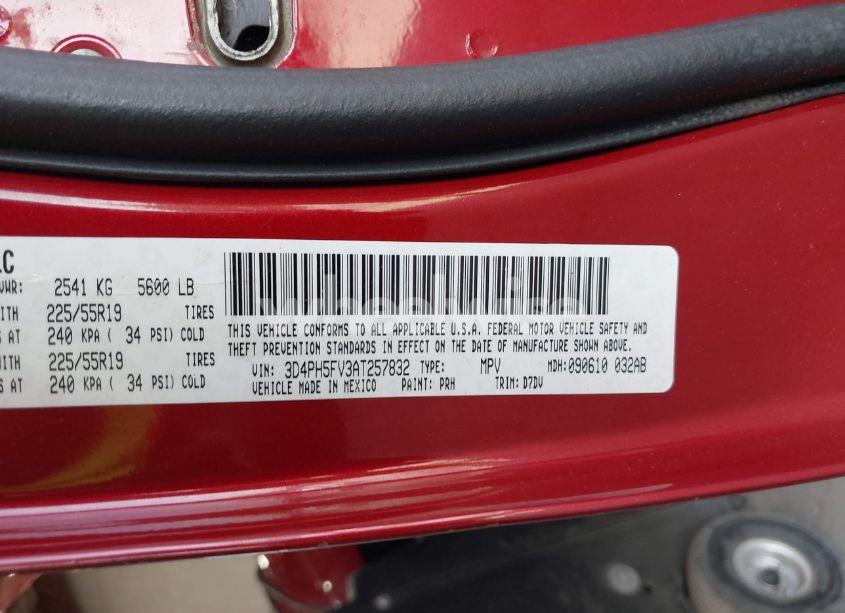 LC
VWR: 2541 KG 5600 LB
ITH 225/55R19 TIRES
S AT 240 KPA ( 34 PSI) COLD
ITH 225/55R19 TIRES
S AT 240 KPA ( 34 PSI) COLD
THIS VEHICLE CONFORMS TO ALL APPLICABLE U.S.A. FEDERAL MOTOR VEHICLE SAFETY AND
THEFT PREVENTION STANDARDS IN EFFECT ON THE DATE OF MANUFACTURE SHOWN ABOVE.
VIN: 3D4PH5FV3AT257832 TYPE: MPV MDH:090610 032AB
VEHICLE MADE IN MEXICO PAINT: PRH TRIM: D7DV